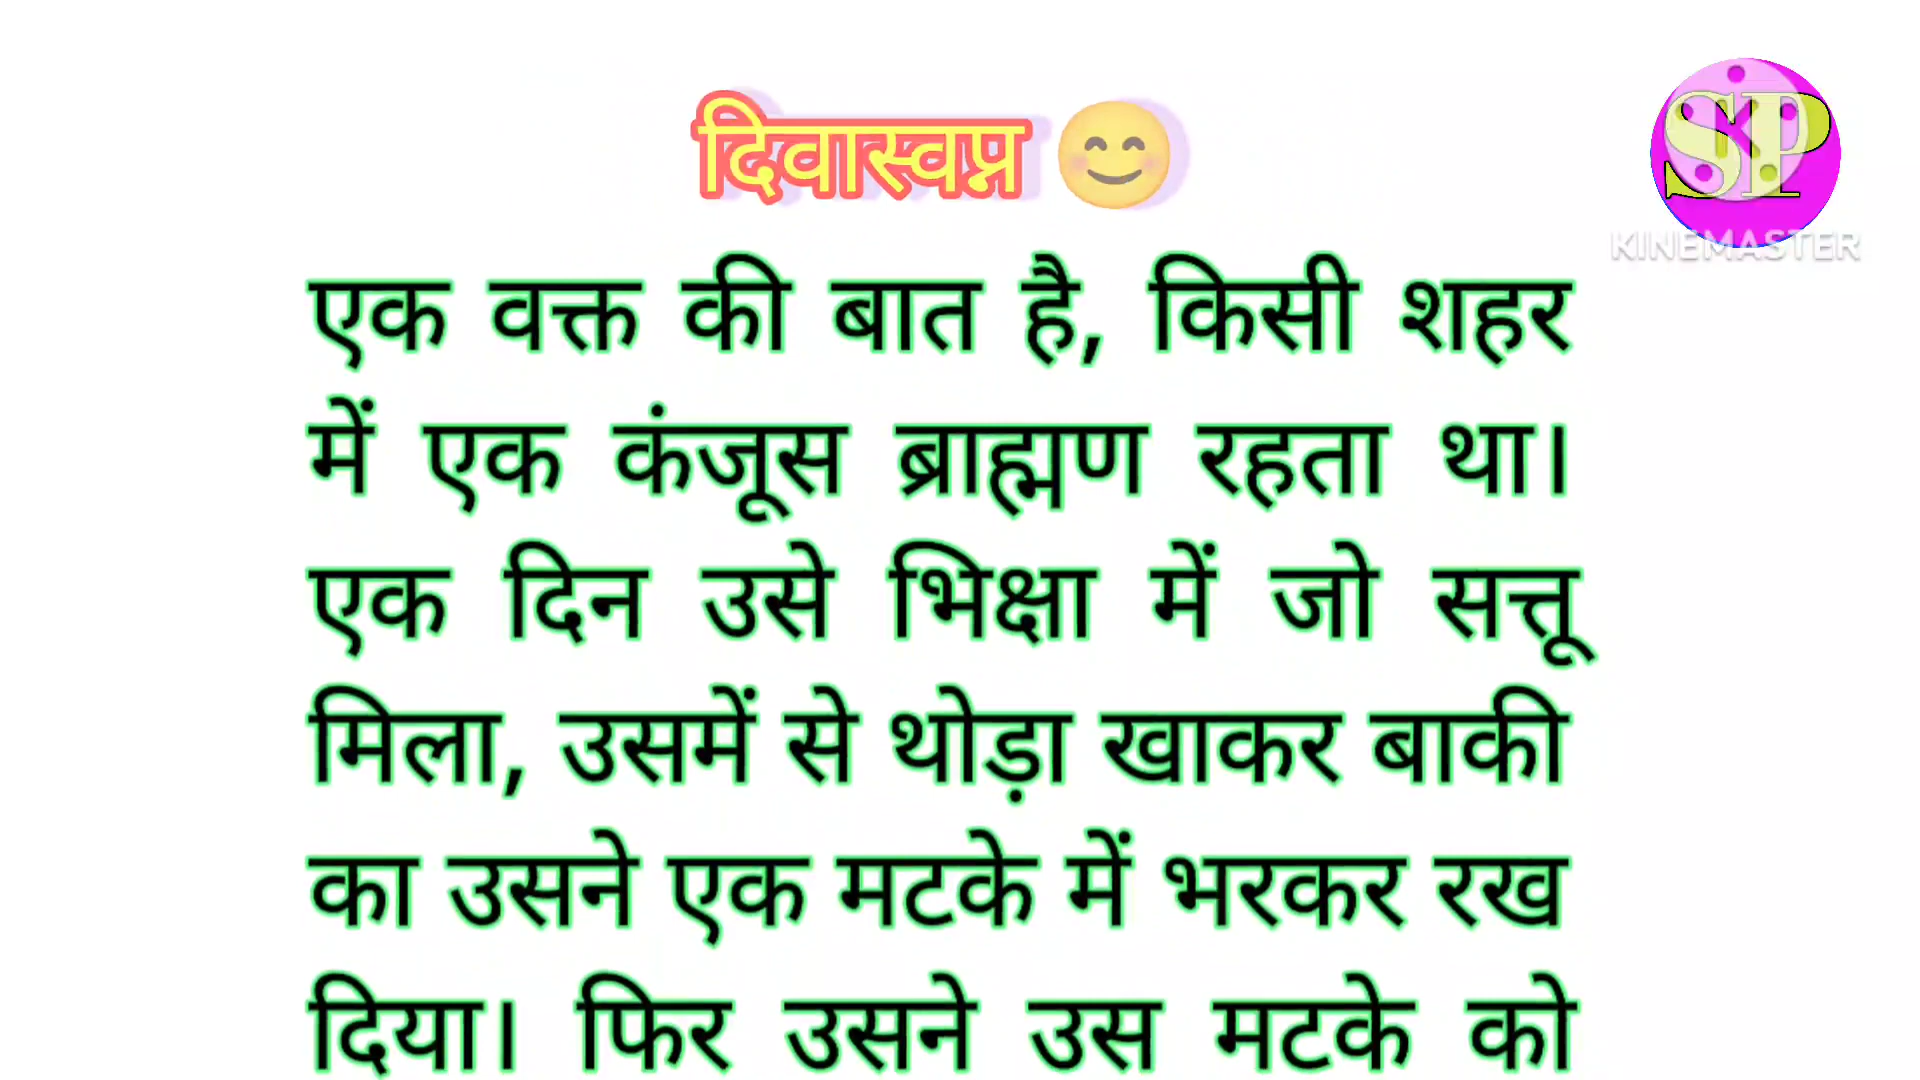 दिवास्वप्न 😊
SKP
KINEMASTER
एक वक्त की बात है, किसी शहर
में एक कंजूस ब्राह्मण रहता था।
एक दिन उसे भिक्षा में जो सत्तू
मिला, उसमें से थोड़ा खाकर बाकी
का उसने एक मटके में भरकर रख
दिया। फिर उसने उस मटके को